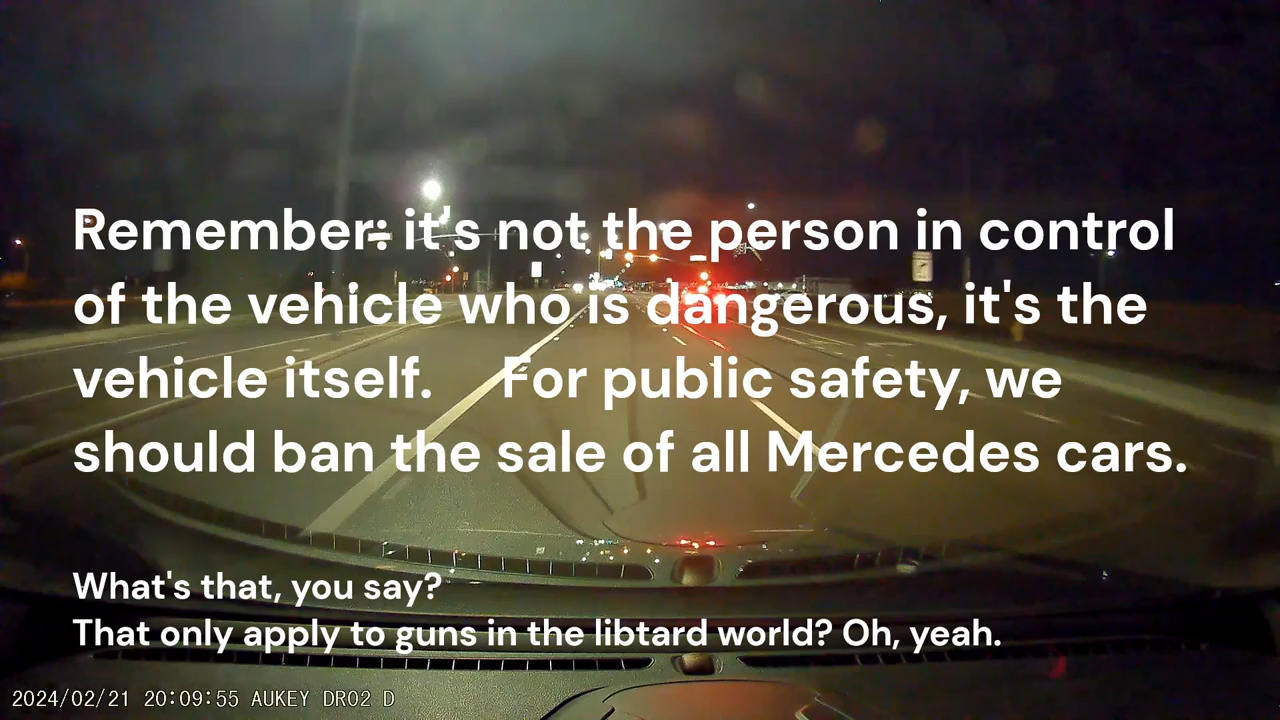 Remember: it's not the person in control
of the vehicle who is dangerous, it's the
vehicle itself. For public safety, we
should ban the sale of all Mercedes cars.
What's that, you say?
That only apply to guns in the libtard world? Oh, yeah.
2024/02/21 20:09:55 AUKEY DR02 D